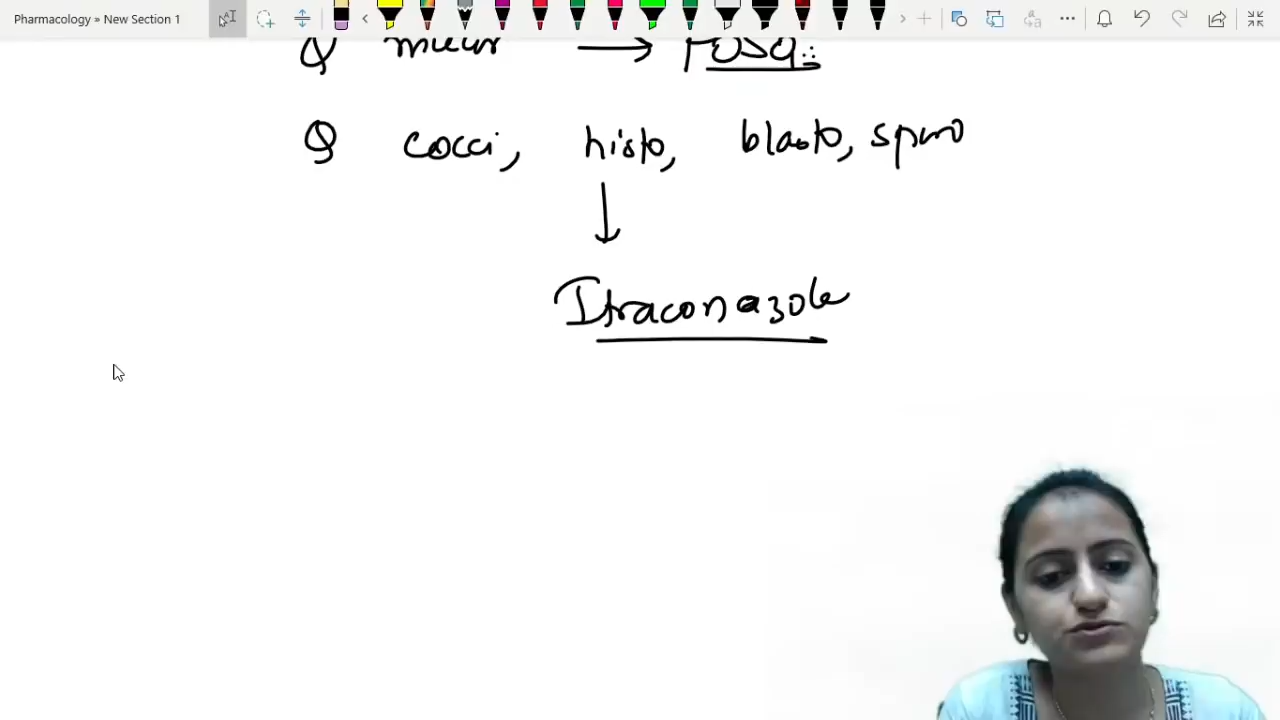 Pharmacology » New Section 1
Q mucor → Posa
Q cocci, histo, blasto, sporo
↓
Itraconazole